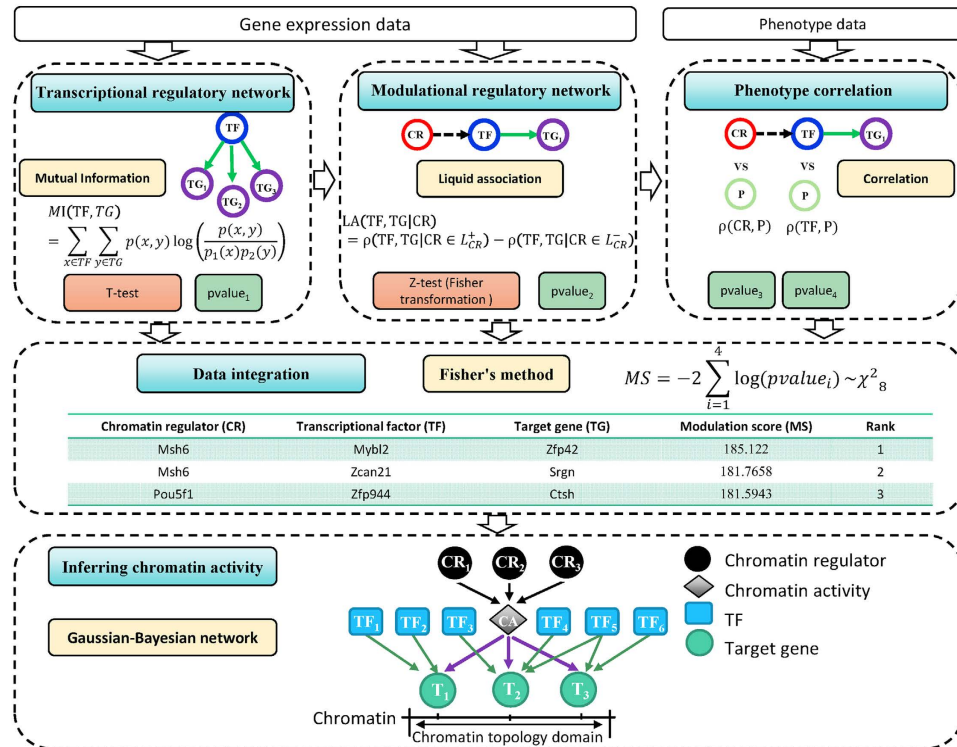 Gene expression data
Phenotype data
Transcriptional regulatory network
TF
TG₁
TG₂
TG₃
Mutual Information
MI(TF, TG)
= ∑x∈TF ∑y∈TG p(x, y) log(p(x, y) / p₁(x)p₂(y))
T-test
pvalue₁
Modulational regulatory network
CR
TF
TG₁
Liquid association
LA(TF, TG|CR)
= ρ(TF, TG|CR ∈ L⁺CR) − ρ(TF, TG|CR ∈ L⁻CR)
Z-test (Fisher
transformation )
pvalue₂
Phenotype correlation
CR
TF
TG₁
vs
vs
P
P
Correlation
ρ(CR, P)
ρ(TF, P)
pvalue₃
pvalue₄
Data integration
Fisher's method
MS = −2 ∑⁴i=1 log(pvalueᵢ) ~χ²₈
Chromatin regulator (CR) Transcriptional factor (TF) Target gene (TG) Modulation score (MS) Rank
Msh6 Mybl2 Zfp42 185.122 1
Msh6 Zcan21 Srgn 181.7658 2
Pou5f1 Zfp944 Ctsh 181.5943 3
Inferring chromatin activity
Gaussian-Bayesian network
CR₁ CR₂ CR₃
TF₁ TF₂ TF₃ CA TF₄ TF₅ TF₆
T₁ T₂ T₃
Chromatin
Chromatin topology domain
Chromatin regulator
Chromatin activity
TF
Target gene